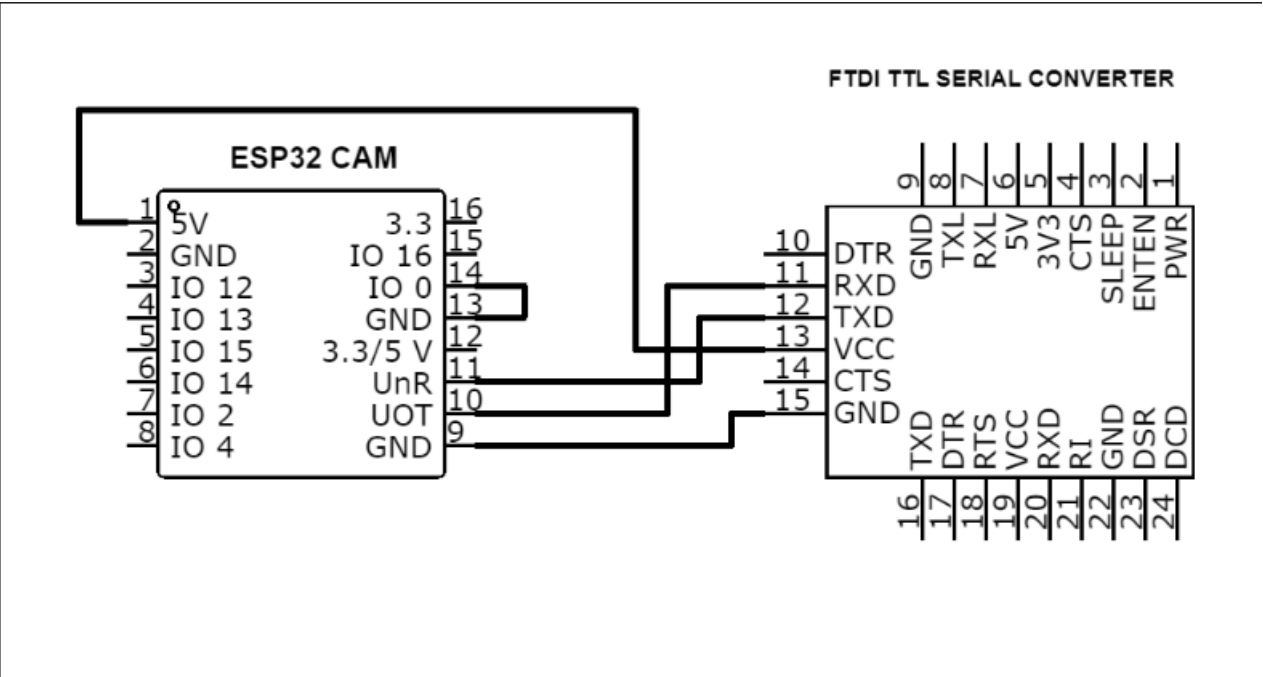 FTDI TTL SERIAL CONVERTER
ESP32 CAM
1 5V
2 GND
3 IO 12
4 IO 13
5 IO 15
6 IO 14
7 IO 2
8 IO 4
3.3 16
IO 16 15
IO 0 14
GND 13
3.3/5 V 12
UnR 11
UOT 10
GND 9
9 GND
8 TXL
7 RXL
6 5V
5 3V3
4 CTS
3 SLEEP
2 ENTEN
1 PWR
10 DTR
11 RXD
12 TXD
13 VCC
14 CTS
15 GND
TXD 16
DTR 17
RTS 18
VCC 19
RXD 20
RI 21
GND 22
DSR 23
DCD 24